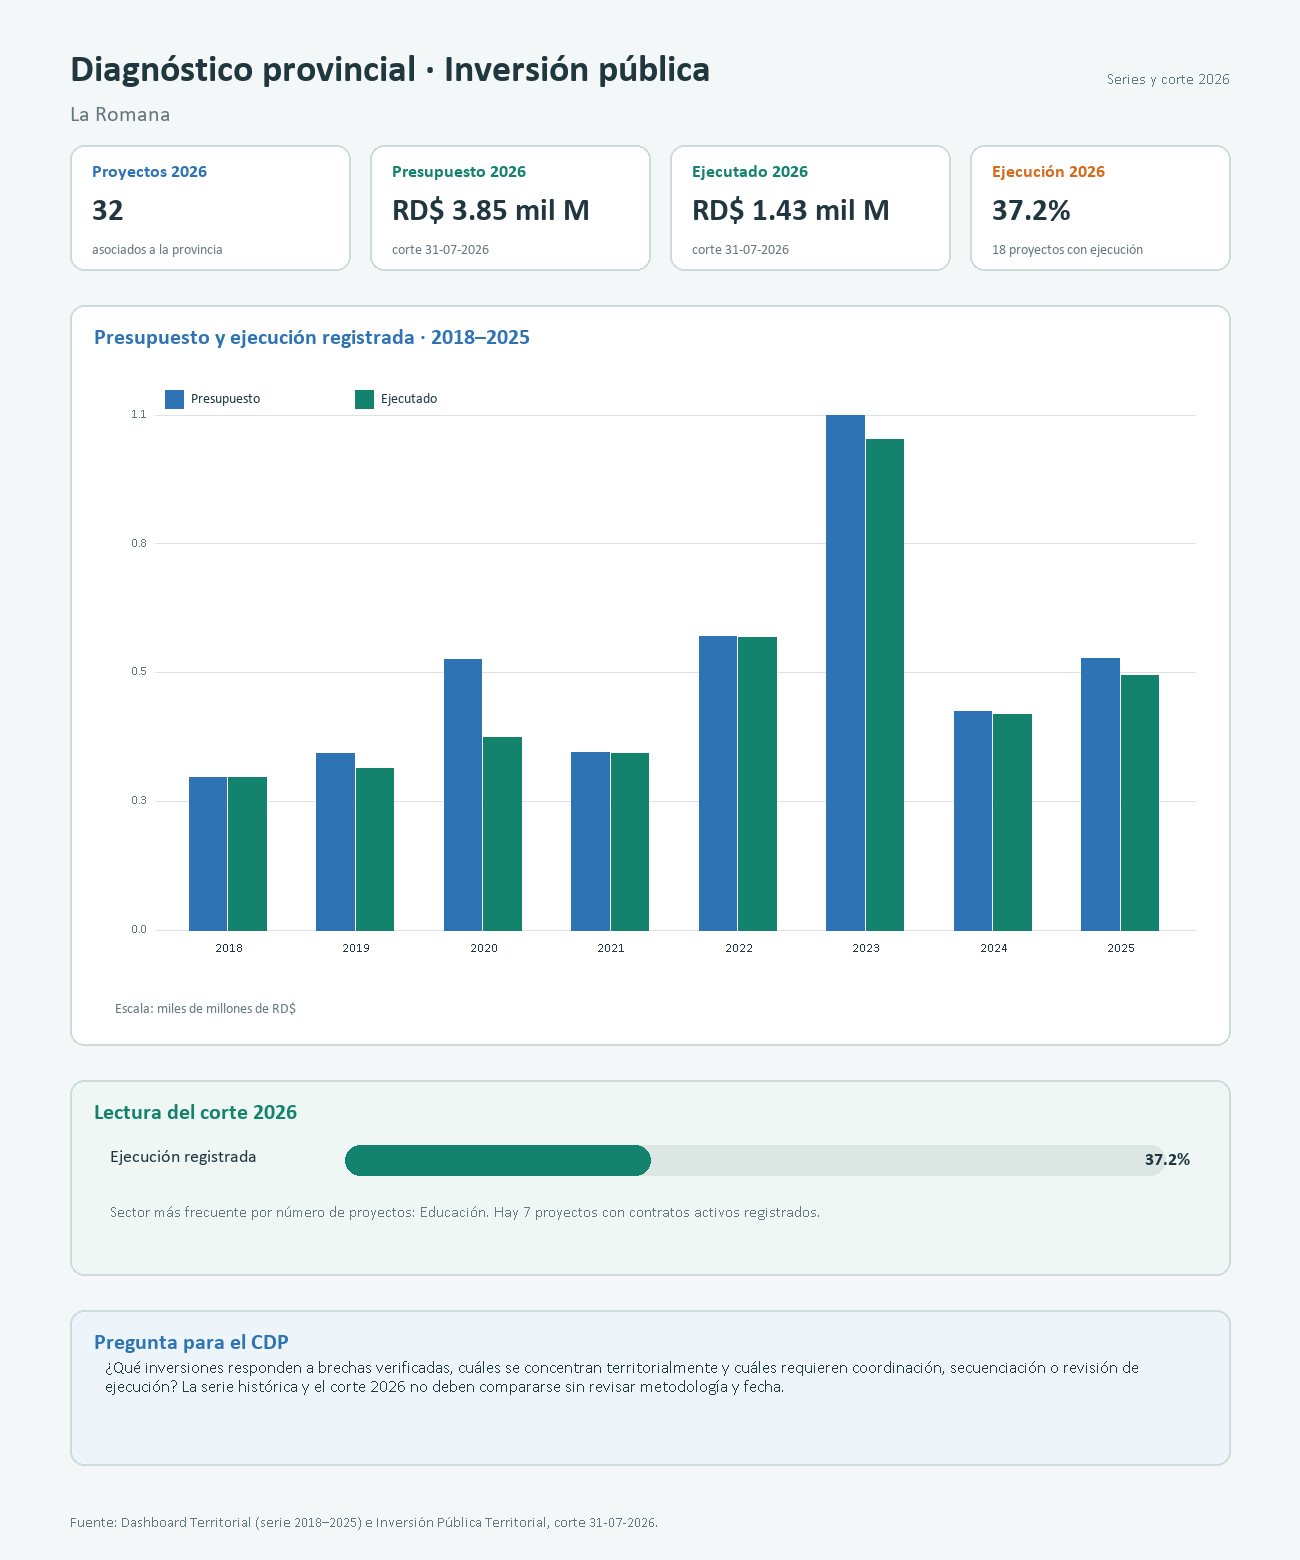 Diagnóstico provincial · Inversión pública
Series y corte 2026
La Romana
Proyectos 2026
32
asociados a la provincia
Presupuesto 2026
RD$ 3.85 mil M
corte 31-07-2026
Ejecutado 2026
RD$ 1.43 mil M
corte 31-07-2026
Ejecución 2026
37.2%
18 proyectos con ejecución
Presupuesto y ejecución registrada · 2018–2025
Presupuesto
Ejecutado
1.1
0.8
0.5
0.3
0.0
2018
2019
2020
2021
2022
2023
2024
2025
Escala: miles de millones de RD$
Lectura del corte 2026
Ejecución registrada
37.2%
Sector más frecuente por número de proyectos: Educación. Hay 7 proyectos con contratos activos registrados.
Pregunta para el CDP
¿Qué inversiones responden a brechas verificadas, cuáles se concentran territorialmente y cuáles requieren coordinación, secuenciación o revisión de
ejecución? La serie histórica y el corte 2026 no deben compararse sin revisar metodología y fecha.
Fuente: Dashboard Territorial (serie 2018–2025) e Inversión Pública Territorial, corte 31-07-2026.